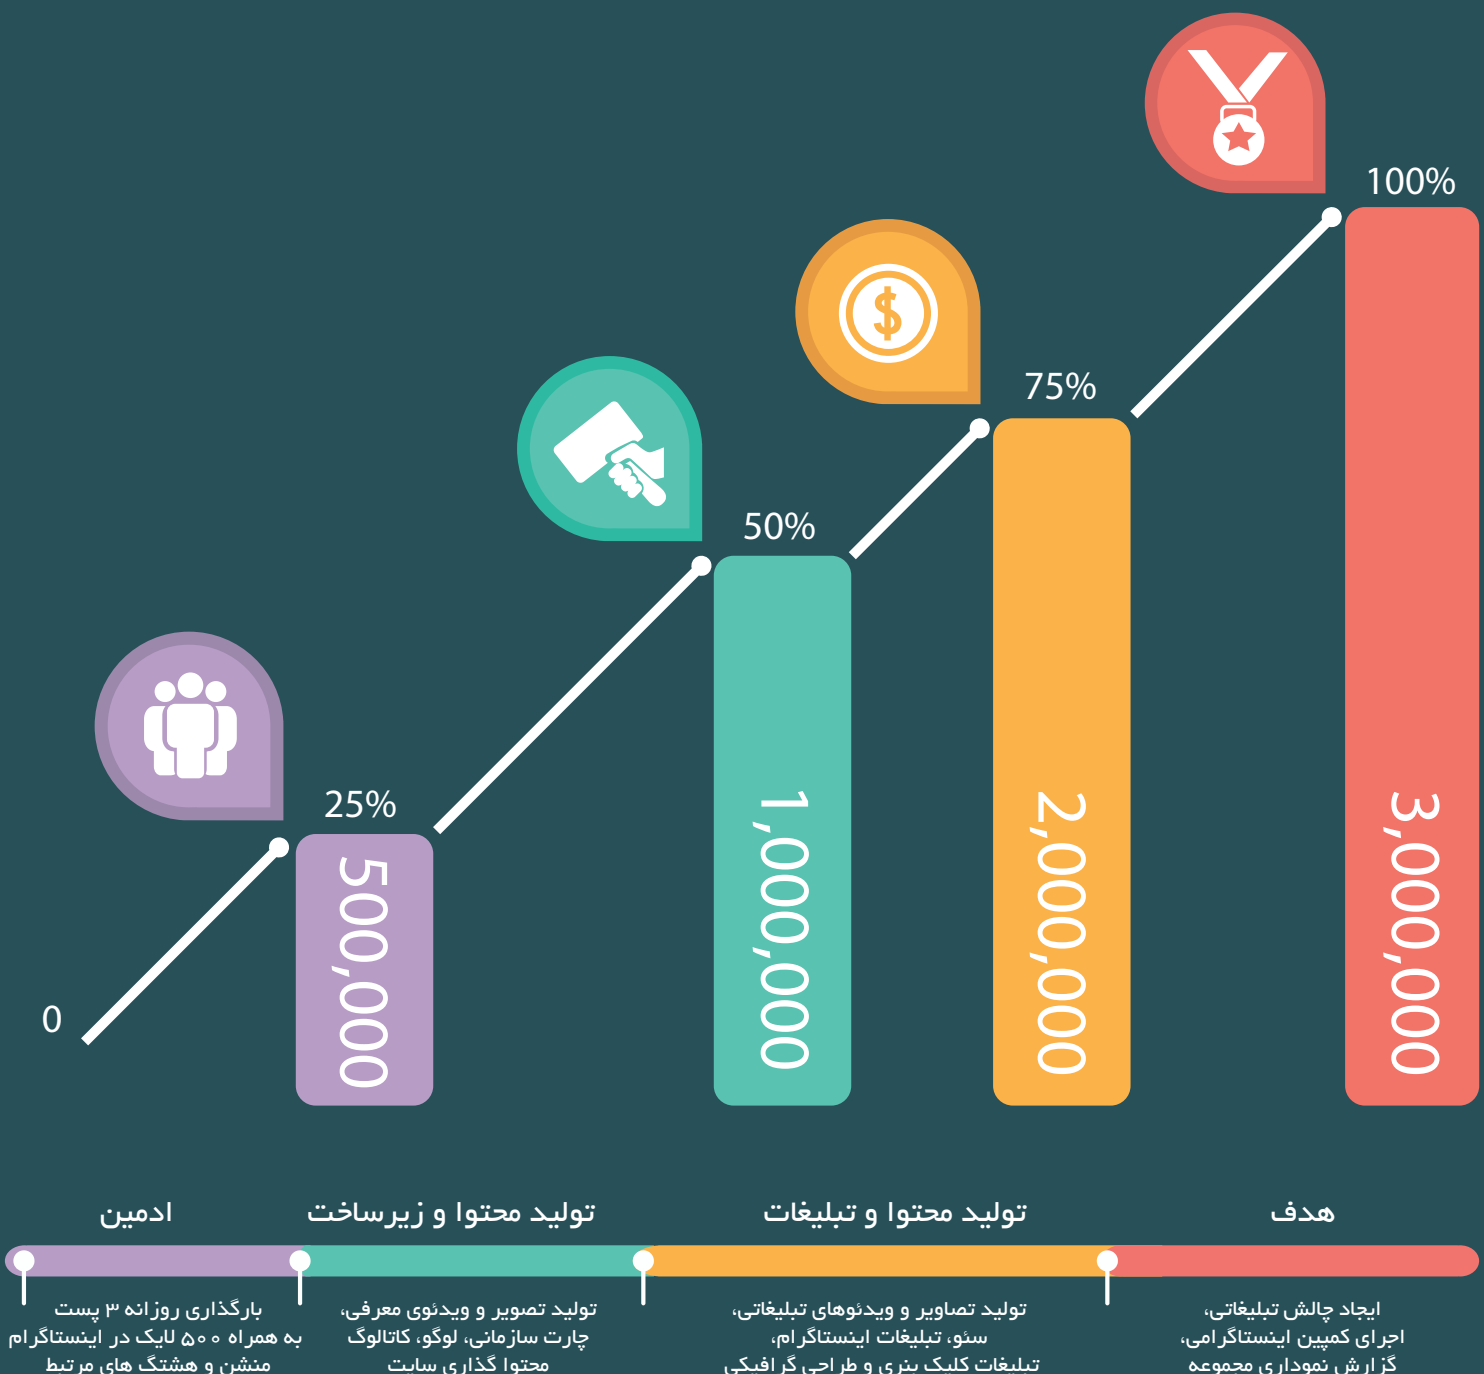 100%
75%
50%
25%
0
500,000
1,000,000
2,000,000
3,000,000
ادمین
بارگذاری روزانه ۳ پست
به همراه ۵۰۰ لایک در اینستاگرام
منشن و هشتگ های مرتبط
تولید محتوا و زیرساخت
تولید تصویر و ویدئوی معرفی،
چارت سازمانی، لوگو، کاتالوگ
محتوا گذاری سایت
تولید محتوا و تبلیغات
تولید تصاویر و ویدئوهای تبلیغاتی،
سئو، تبلیغات اینستاگرام،
تبلیغات کلیک بنری و طراحی گرافیکی
هدف
ایجاد چالش تبلیغاتی،
اجرای کمپین اینستاگرامی،
گزارش نموداری مجموعه